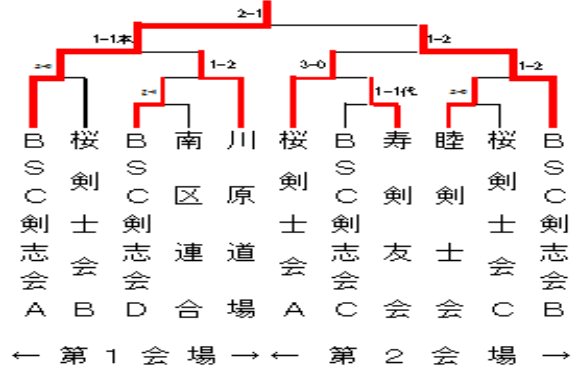 2-1
1-1本
1-2
2-0
1-2
3-0
1-2
2-0
1-1代
2-0
BSC剣志会A
桜剣士会B
BSC剣志会D
南区連合
川原道場
桜剣士会A
BSC剣志会C
寿剣友会
睦剣士会
桜剣士会C
BSC剣志会B
← 第1会場 → ← 第2会場 →